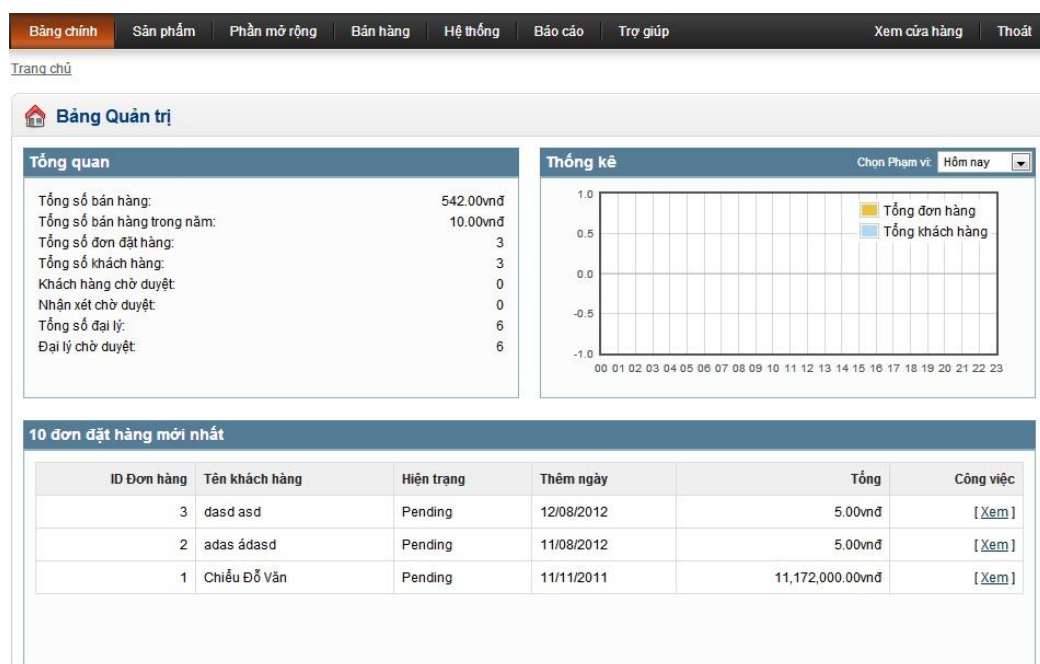 Bảng chính Sản phẩm Phần mở rộng Bán hàng Hệ thống Báo cáo Trợ giúp Xem cửa hàng Thoát
Trang chủ
Bảng Quản trị
Tổng quan
Tổng số bán hàng: 542.00vnđ
Tổng số bán hàng trong năm: 10.00vnđ
Tổng số đơn đặt hàng: 3
Tổng số khách hàng: 3
Khách hàng chờ duyệt: 0
Nhận xét chờ duyệt: 0
Tổng số đại lý: 6
Đại lý chờ duyệt: 6
Thống kê Chọn Phạm vi: Hôm nay
Tổng đơn hàng
Tổng khách hàng
1.0
0.5
0.0
-0.5
-1.0
00 01 02 03 04 05 06 07 08 09 10 11 12 13 14 15 16 17 18 19 20 21 22 23
10 đơn đặt hàng mới nhất
ID Đơn hàng Tên khách hàng Hiện trạng Thêm ngày Tổng Công việc
3 dasd asd Pending 12/08/2012 5.00vnđ [ Xem ]
2 adas ádasd Pending 11/08/2012 5.00vnđ [ Xem ]
1 Chiểu Đỗ Văn Pending 11/11/2011 11,172,000.00vnđ [ Xem ]